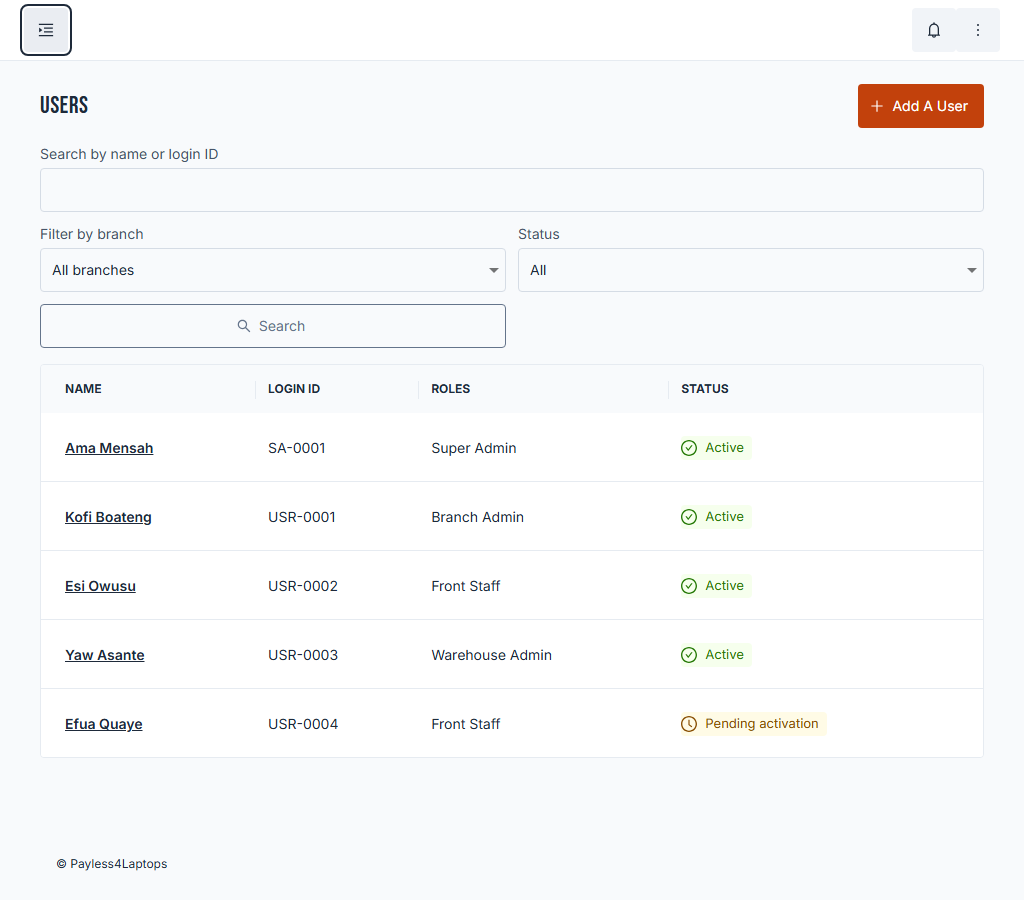 USERS
Add A User
Search by name or login ID
Filter by branch
Status
All branches
All
Search
NAME LOGIN ID ROLES STATUS
Ama Mensah SA-0001 Super Admin Active
Kofi Boateng USR-0001 Branch Admin Active
Esi Owusu USR-0002 Front Staff Active
Yaw Asante USR-0003 Warehouse Admin Active
Efua Quaye USR-0004 Front Staff Pending activation
© Payless4Laptops